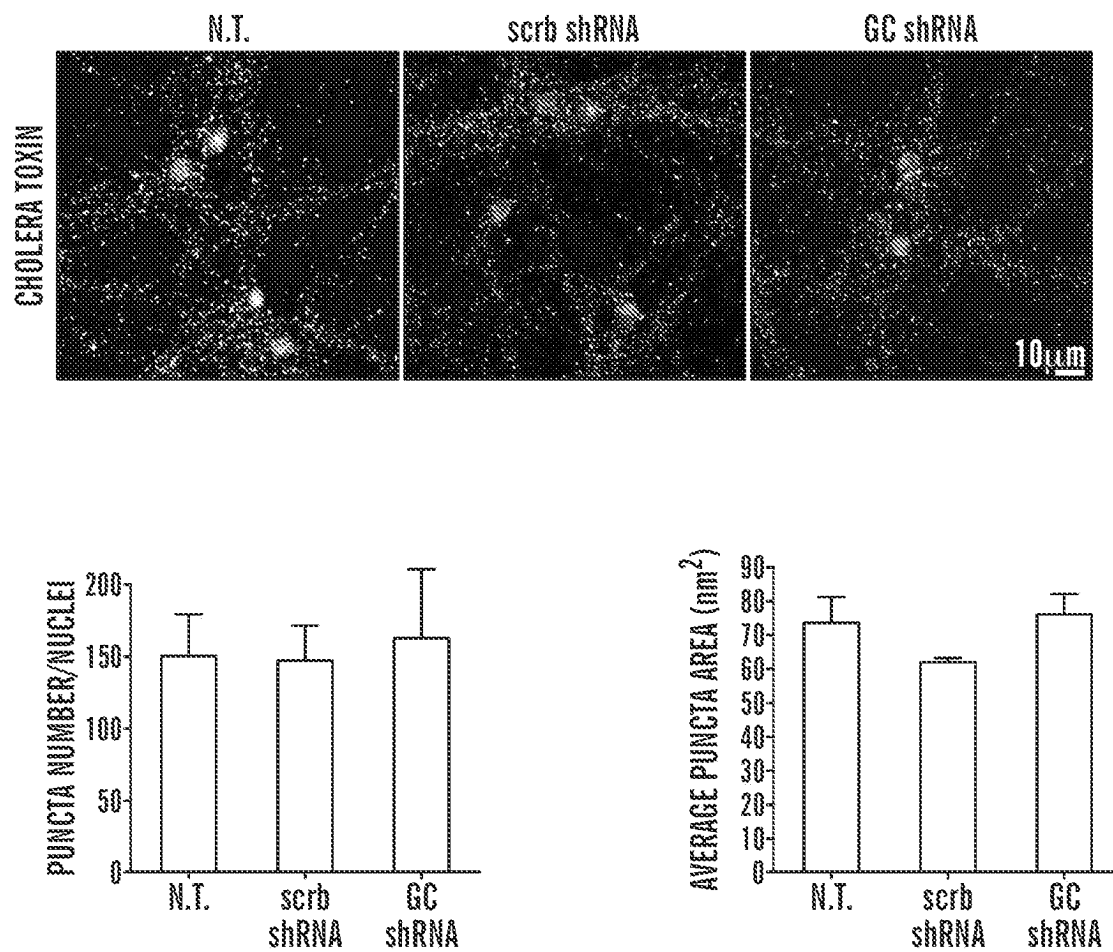 N.T.
scrb shRNA
GC shRNA
CHOLERA TOXIN
10μm
PUNCTA NUMBER/NUCLEI
200
150
100
50
0
N.T.
scrb
shRNA
GC
shRNA
AVERAGE PUNCTA AREA (nm²)
90
80
70
60
50
40
30
20
10
0
N.T.
scrb
shRNA
GC
shRNA